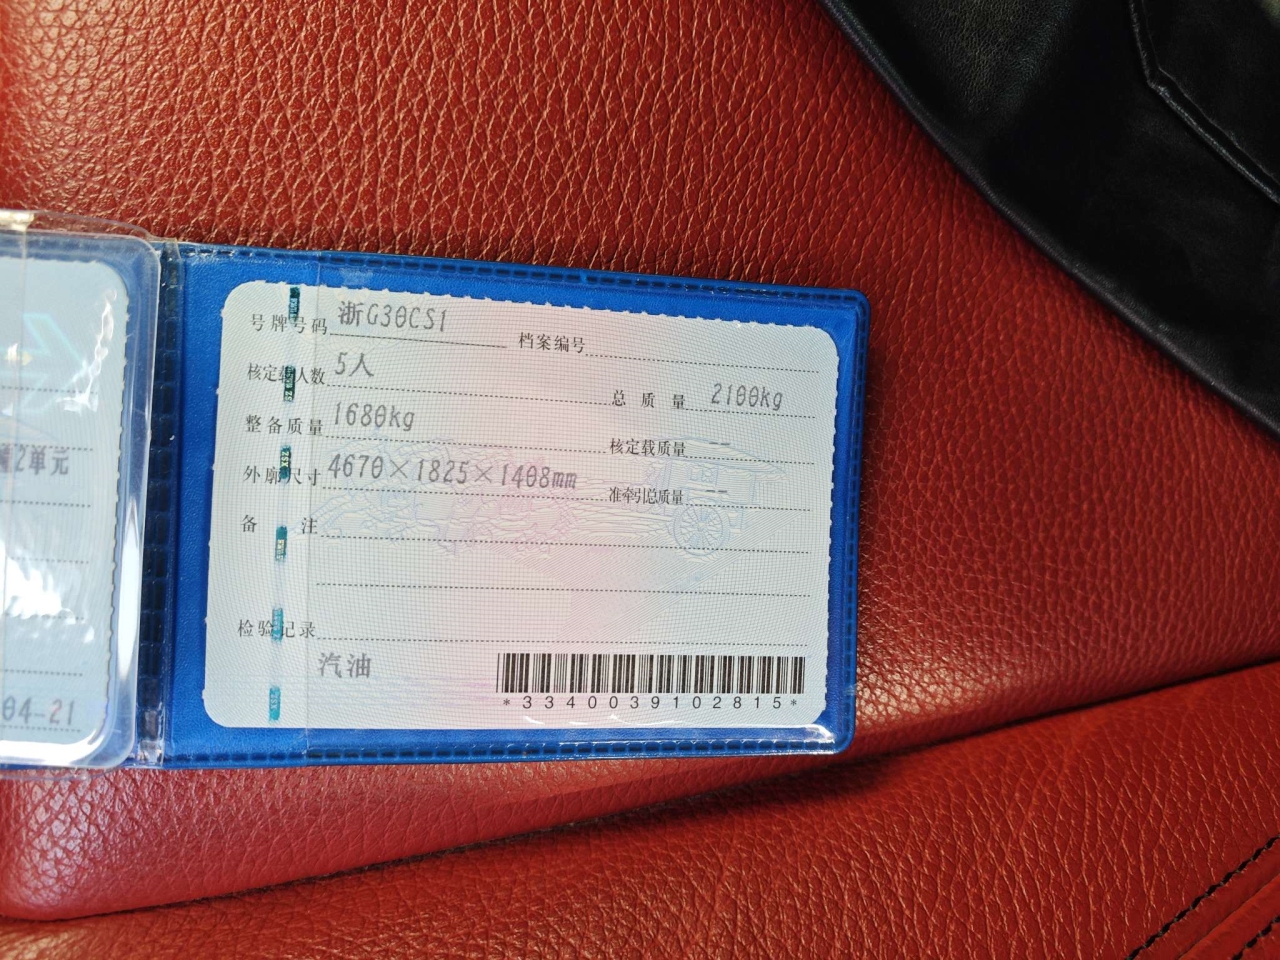 号牌号码 浙G30CS1 档案编号
核定载人数 5人 总质量 2100kg
整备质量 1680kg 核定载质量 --
外廓尺寸 4670×1825×1408mm 准牵引总质量 --
备注
检验记录
汽油
*3340039102815*
2单元
04-21